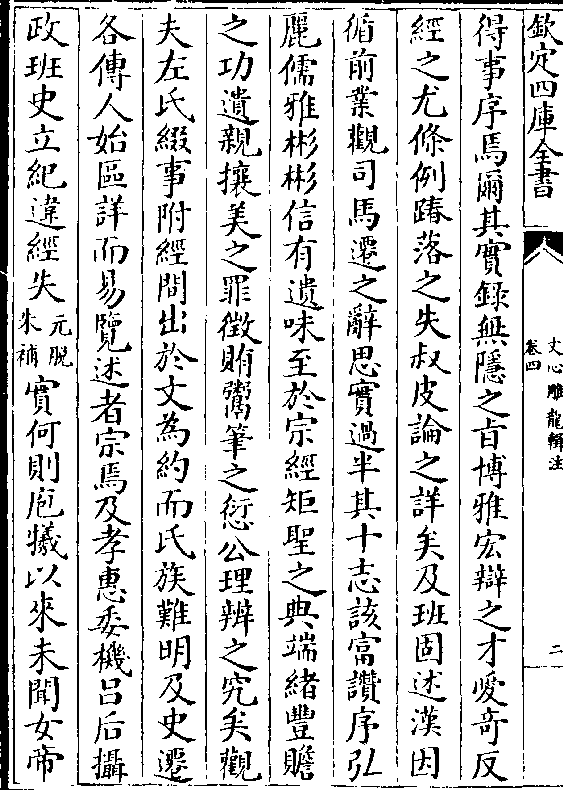 欽定四庫全書
文心雕龍輯注
卷四
二
得事序焉爾其實錄無隱之旨博雅宏辯之才愛奇反
經之尤條例踳落之失叔皮論之詳矣及班固述漢因
循前業觀司馬遷之辭思實過半其十志該富讚序弘
麗儒雅彬彬信有遺味至於宗經矩聖之典端緒豐贍
之功遺親攘美之罪徵賄鬻筆之愆公理辨之究矣觀
夫左氏綴事附經間出於文為約而氏族難明及史遷
各傳人始區詳而易覽述者宗焉及孝惠委機呂后攝
政班史立紀違經失元脱朱補實何則庖犧以來未聞女帝